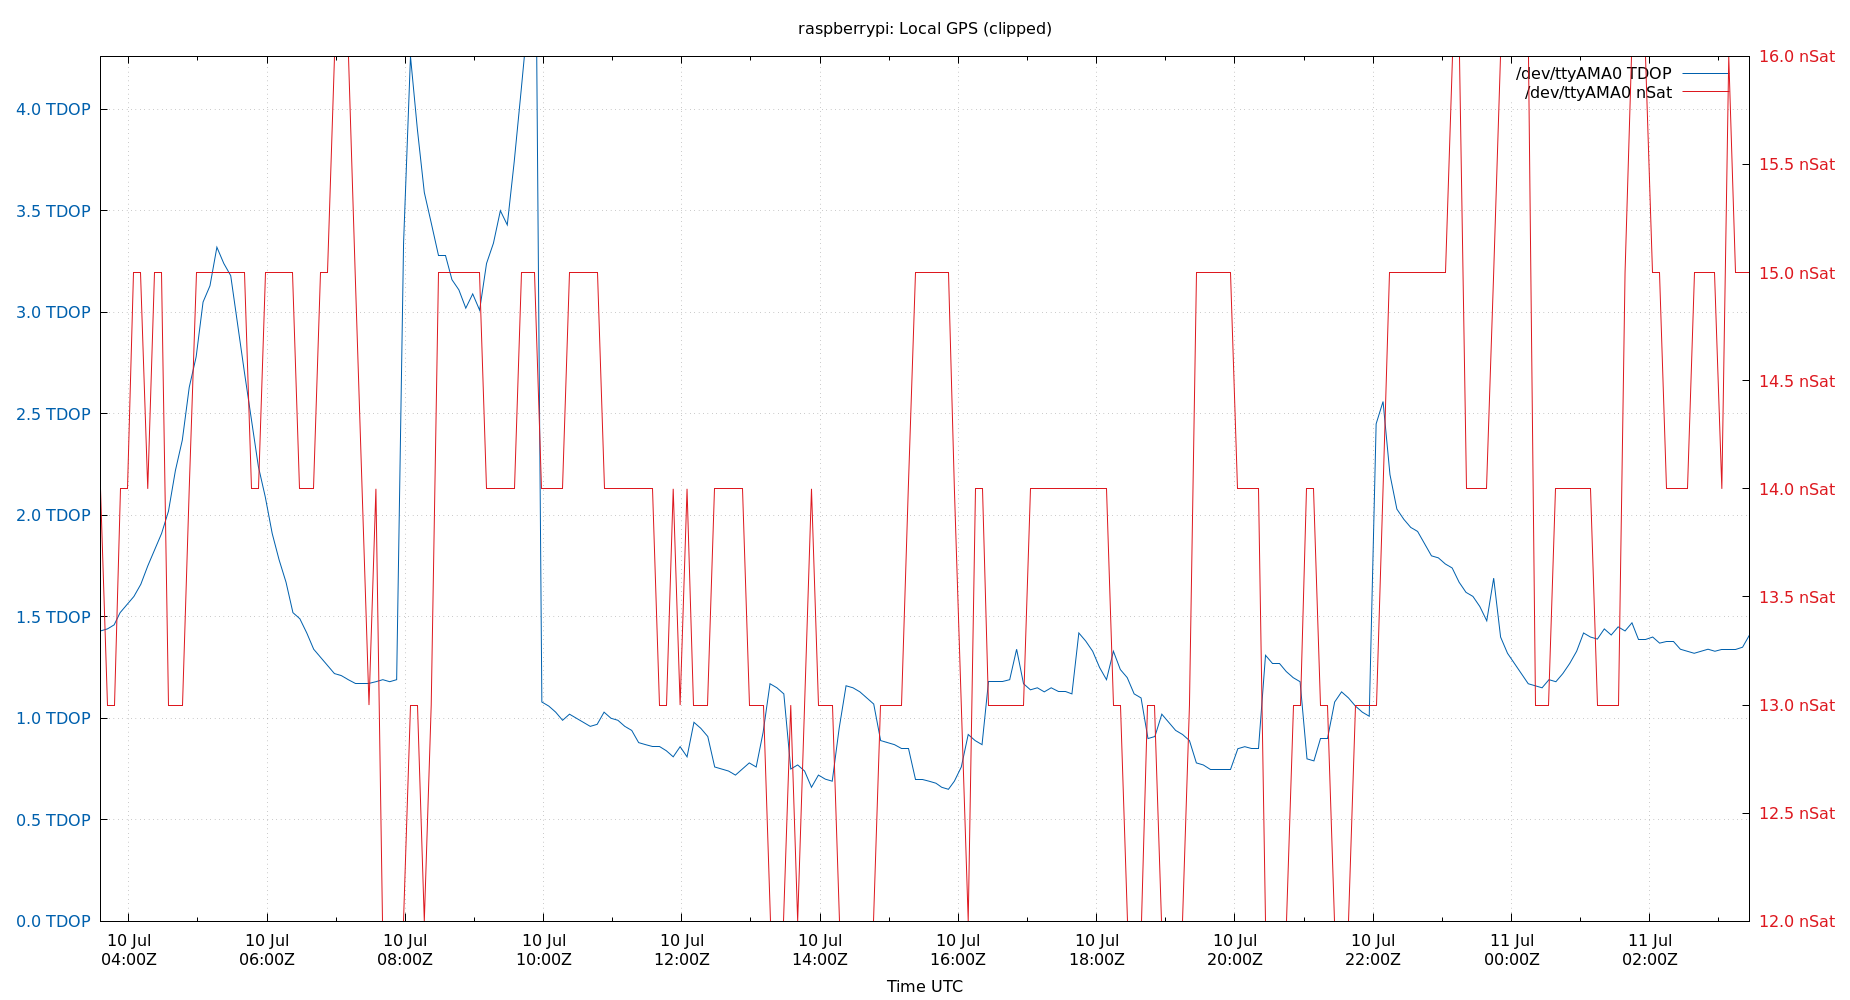 raspberrypi: Local GPS (clipped)
/dev/ttyAMA0 TDOP
/dev/ttyAMA0 nSat
4.0 TDOP
3.5 TDOP
3.0 TDOP
2.5 TDOP
2.0 TDOP
1.5 TDOP
1.0 TDOP
0.5 TDOP
0.0 TDOP
16.0 nSat
15.5 nSat
15.0 nSat
14.5 nSat
14.0 nSat
13.5 nSat
13.0 nSat
12.5 nSat
12.0 nSat
10 Jul
04:00Z
10 Jul
06:00Z
10 Jul
08:00Z
10 Jul
10:00Z
10 Jul
12:00Z
10 Jul
14:00Z
10 Jul
16:00Z
10 Jul
18:00Z
10 Jul
20:00Z
10 Jul
22:00Z
11 Jul
00:00Z
11 Jul
02:00Z
Time UTC